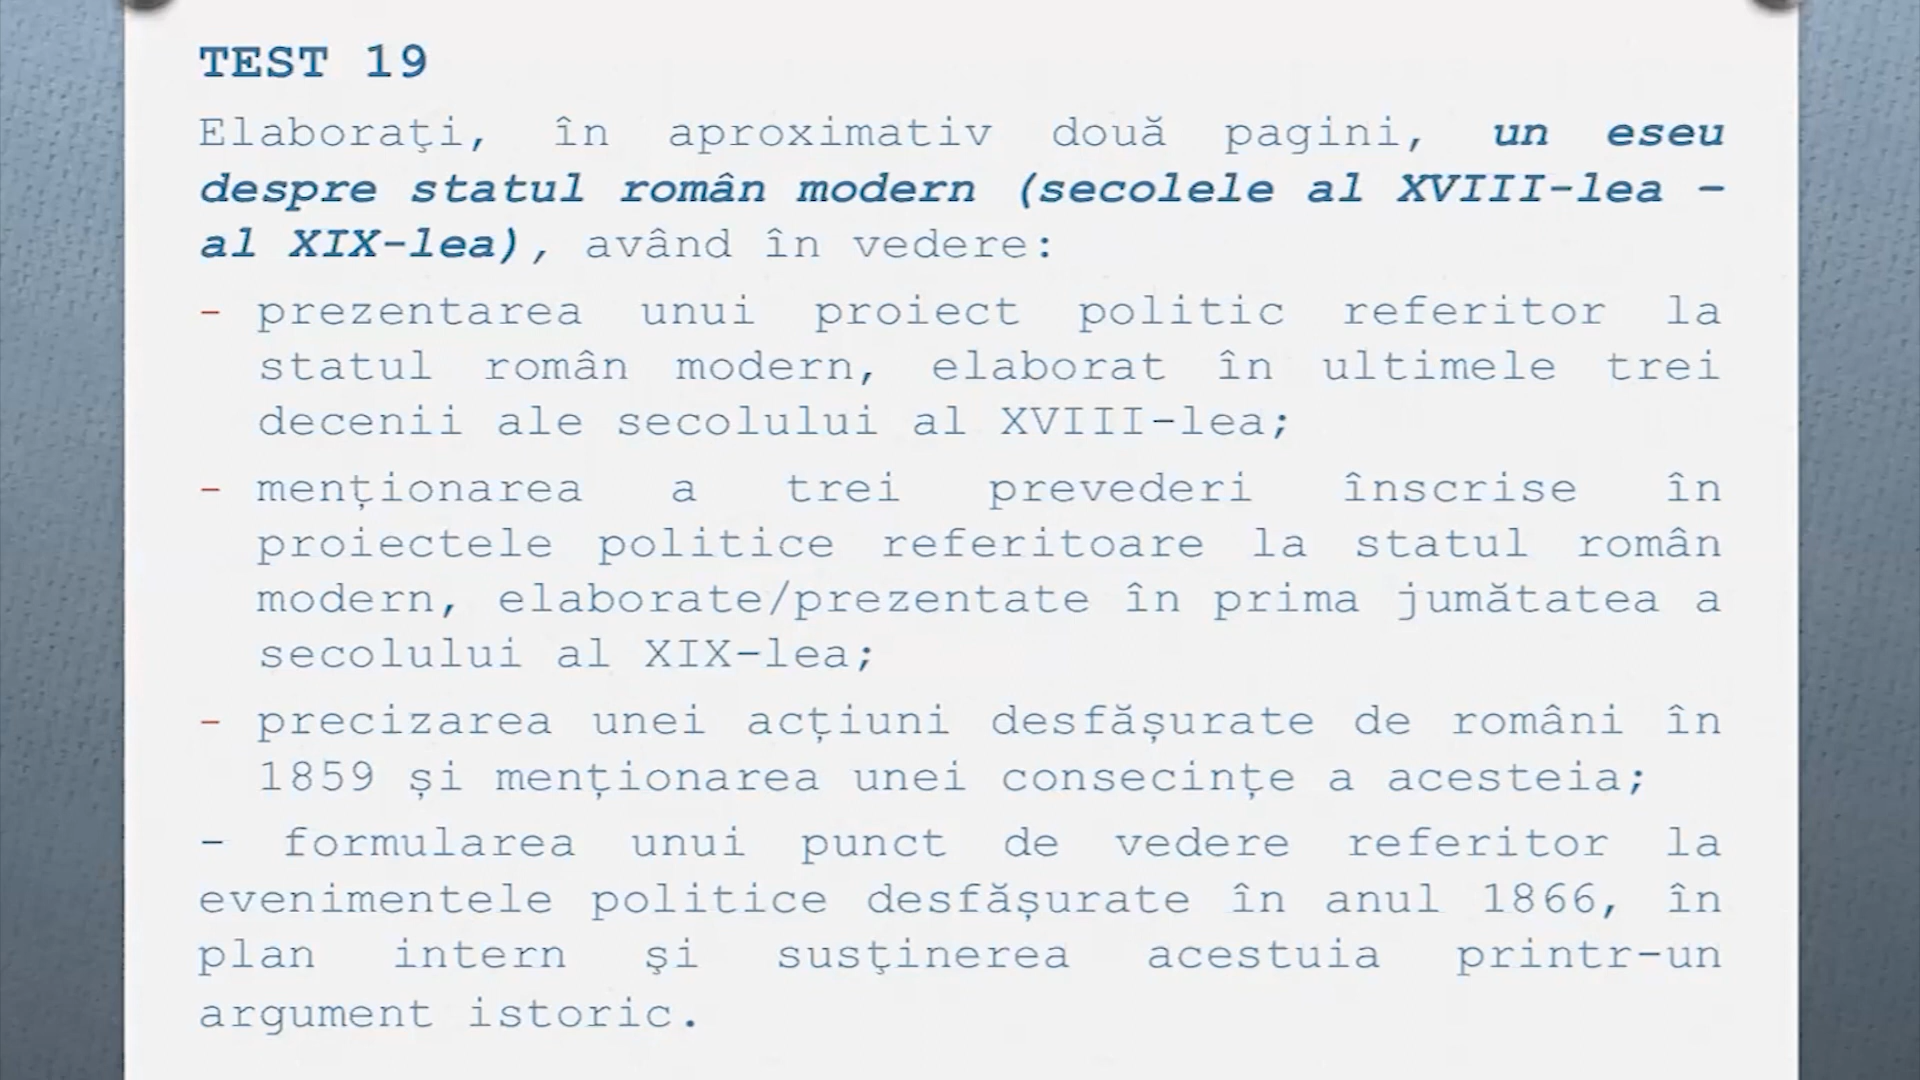 TEST 19
Elaboraţi, în aproximativ două pagini, un eseu
despre statul român modern (secolele al XVIII-lea –
al XIX-lea), având în vedere:
- prezentarea unui proiect politic referitor la
statul român modern, elaborat în ultimele trei
decenii ale secolului al XVIII-lea;
- menționarea a trei prevederi înscrise în
proiectele politice referitoare la statul român
modern, elaborate/prezentate în prima jumătatea a
secolului al XIX-lea;
- precizarea unei acțiuni desfășurate de români în
1859 și menționarea unei consecințe a acesteia;
– formularea unui punct de vedere referitor la
evenimentele politice desfășurate în anul 1866, în
plan intern şi susţinerea acestuia printr-un
argument istoric.